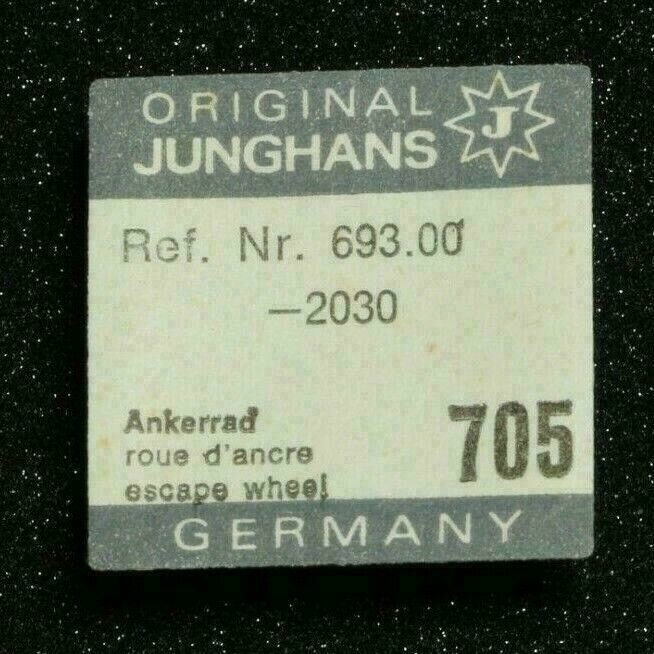 ORIGINAL
JUNGHANS J
Ref. Nr. 693.00
-2030
Ankerrad
roue d'ancre
escape wheel
705
GERMANY